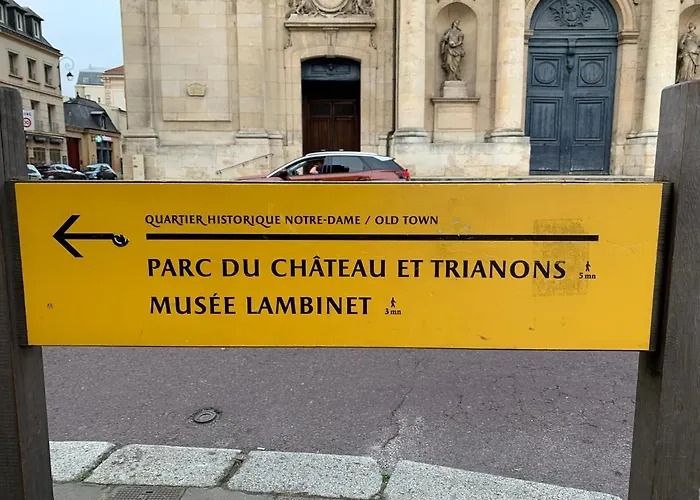 QUARTIER HISTORIQUE NOTRE-DAME / OLD TOWN
PARC DU CHÂTEAU ET TRIANONS 5 mn
MUSÉE LAMBINET 3 mn